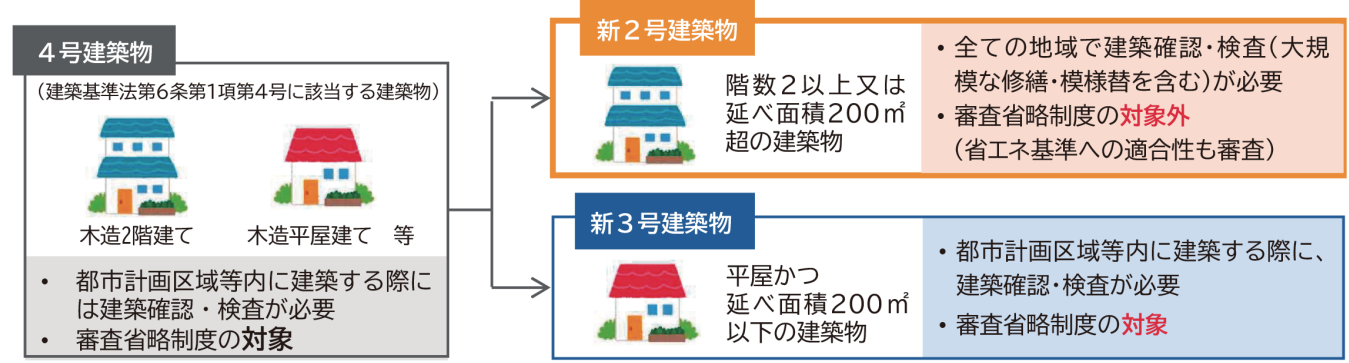 4号建築物
(建築基準法第6条第1項第4号に該当する建築物)
木造2階建て
木造平屋建て 等
• 都市計画区域等内に建築する際に
は建築確認・検査が必要
• 審査省略制度の対象
新2号建築物
階数2以上又は
延べ面積200㎡
超の建築物
• 全ての地域で建築確認・検査(大規
模な修繕・模様替を含む)が必要
• 審査省略制度の対象外
(省エネ基準への適合性も審査)
新3号建築物
平屋かつ
延べ面積200㎡
以下の建築物
• 都市計画区域等内に建築する際に、
建築確認・検査が必要
• 審査省略制度の対象